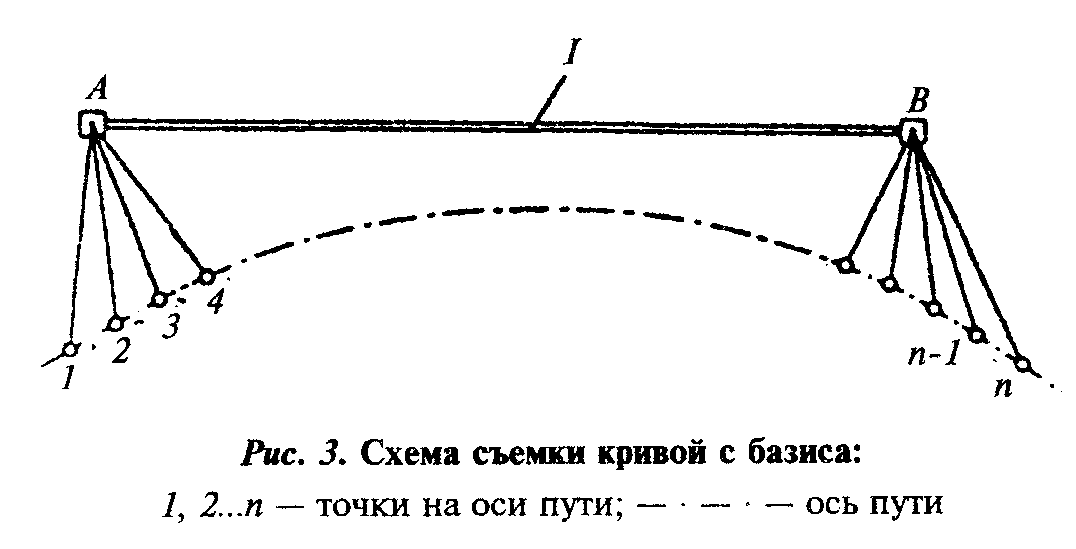 I
A
B
4
3
2
1
n-1
n
Рис. 3. Схема съемки кривой с базиса:
1, 2...n — точки на оси пути; — · — · — ось пути